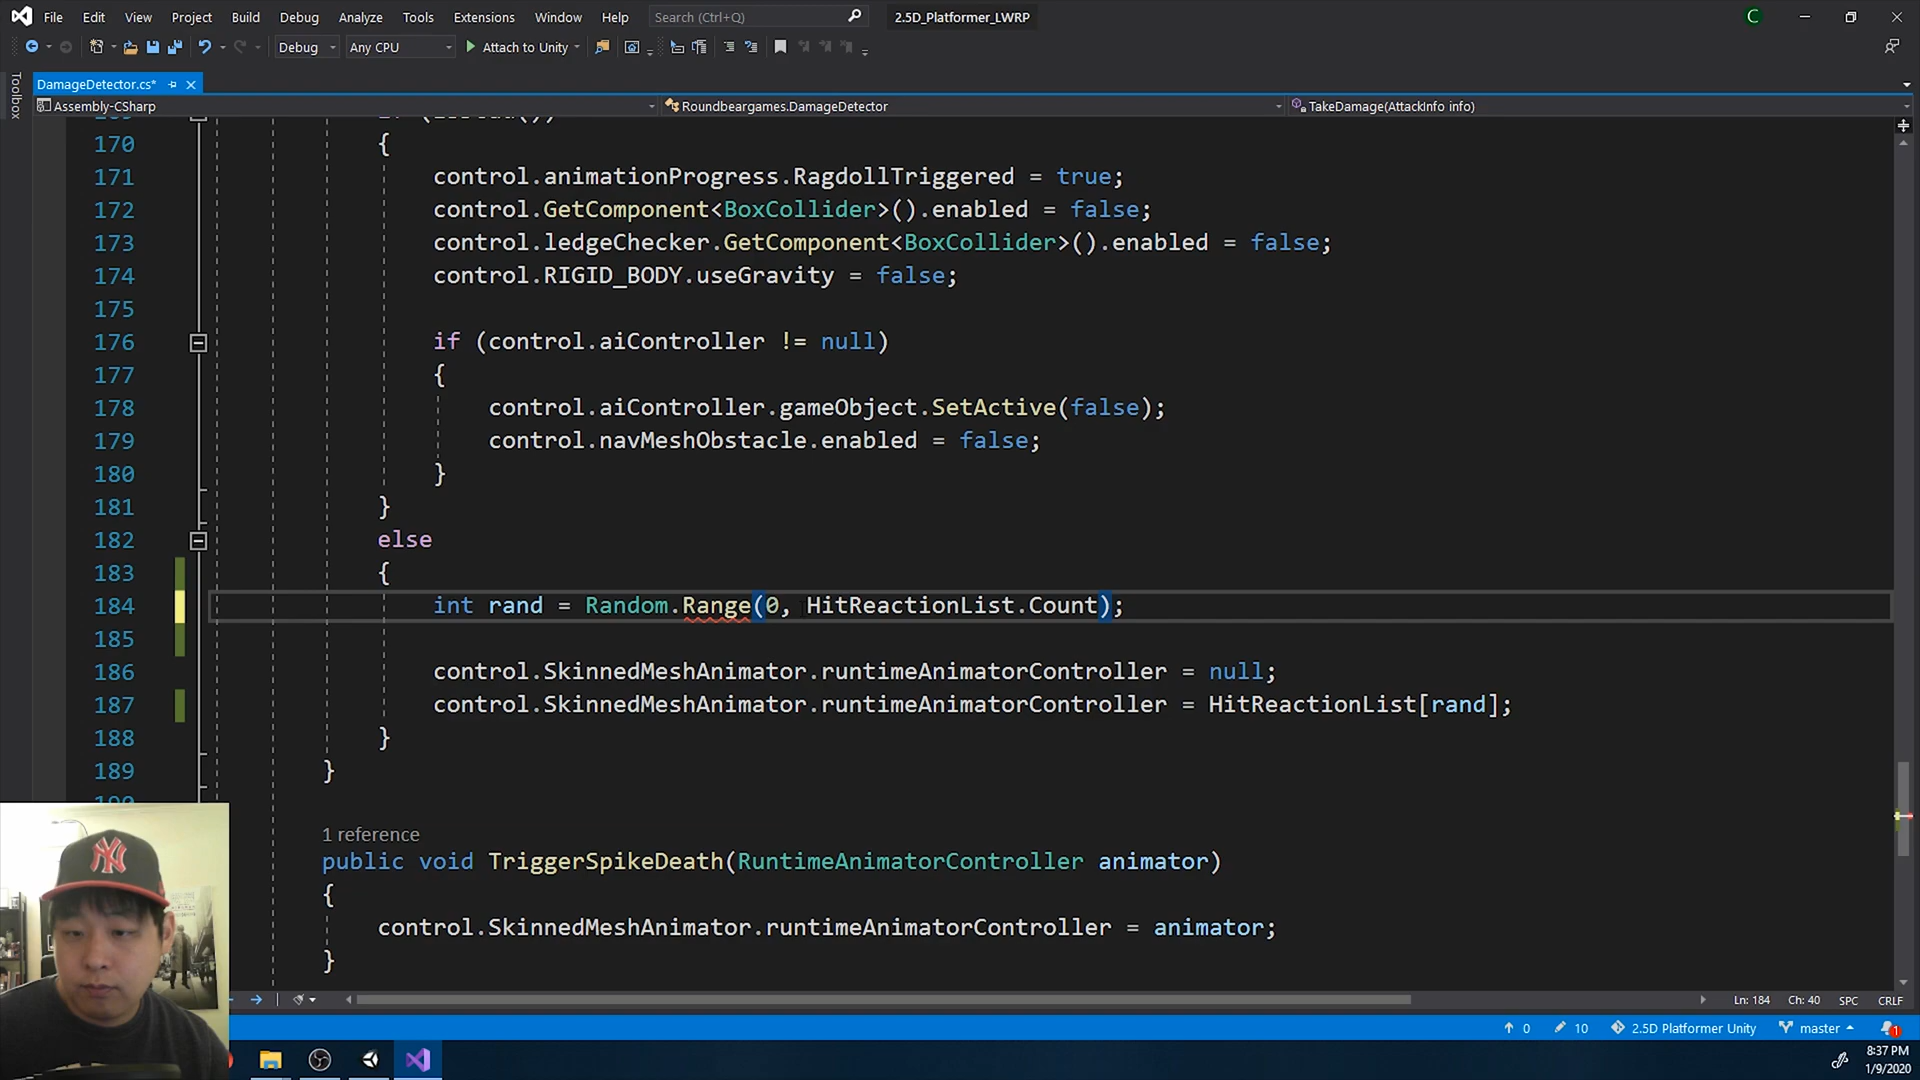 File Edit View Project Build Debug Analyze Tools Extensions Window Help Search (Ctrl+Q) 2.5D_Platformer_LWRP C
Debug Any CPU Attach to Unity
Toolbox
DamageDetector.cs*
Assembly-CSharp Roundbeargames.DamageDetector TakeDamage(AttackInfo info)
170 {
171 control.animationProgress.RagdollTriggered = true;
172 control.GetComponent<BoxCollider>().enabled = false;
173 control.ledgeChecker.GetComponent<BoxCollider>().enabled = false;
174 control.RIGID_BODY.useGravity = false;
175
176 if (control.aiController != null)
177 {
178 control.aiController.gameObject.SetActive(false);
179 control.navMeshObstacle.enabled = false;
180 }
181 }
182 else
183 {
184 int rand = Random.Range(0, HitReactionList.Count);
185
186 control.SkinnedMeshAnimator.runtimeAnimatorController = null;
187 control.SkinnedMeshAnimator.runtimeAnimatorController = HitReactionList[rand];
188 }
189 }
1 reference
public void TriggerSpikeDeath(RuntimeAnimatorController animator)
{
control.SkinnedMeshAnimator.runtimeAnimatorController = animator;
}
Ln: 184 Ch: 40 SPC CRLF
0 10 2.5D Platformer Unity master 1
8:37 PM
1/9/2020